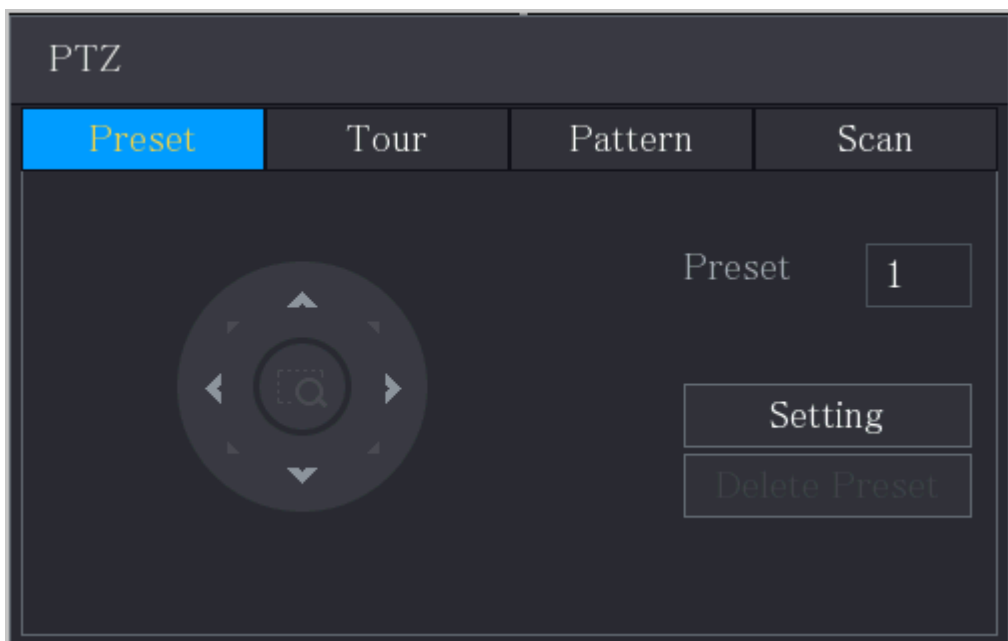 PTZ
Preset Tour Pattern Scan
Preset 1
Setting
Delete Preset